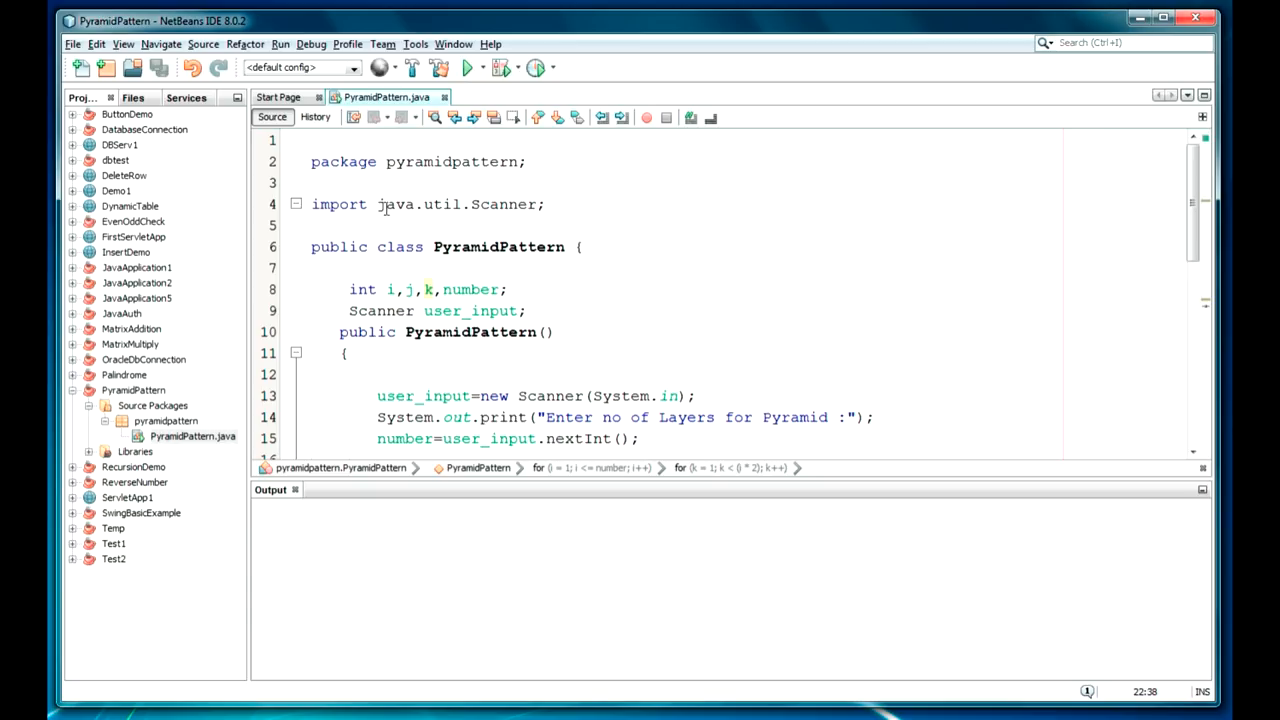 PyramidPattern - NetBeans IDE 8.0.2
File Edit View Navigate Source Refactor Run Debug Profile Team Tools Window Help
Search (Ctrl+I)
<default config>
Proj... Files Services
Start Page PyramidPattern.java
Source History
ButtonDemo
DatabaseConnection
DBServ1
dbtest
DeleteRow
Demo1
DynamicTable
EvenOddCheck
FirstServletApp
InsertDemo
JavaApplication1
JavaApplication2
JavaApplication5
JavaAuth
MatrixAddition
MatrixMultiply
OracleDbConnection
Palindrome
PyramidPattern
Source Packages
pyramidpattern
PyramidPattern.java
Libraries
RecursionDemo
ReverseNumber
ServletApp1
SwingBasicExample
Temp
Test1
Test2
1
2 package pyramidpattern;
3
4 import java.util.Scanner;
5
6 public class PyramidPattern {
7
8 int i,j,k,number;
9 Scanner user_input;
10 public PyramidPattern()
11 {
12
13 user_input=new Scanner(System.in);
14 System.out.print("Enter no of Layers for Pyramid :");
15 number=user_input.nextInt();
pyramidpattern.PyramidPattern PyramidPattern for (i = 1; i <= number; i++) for (k = 1; k < (i * 2); k++)
Output
1 22:38 INS